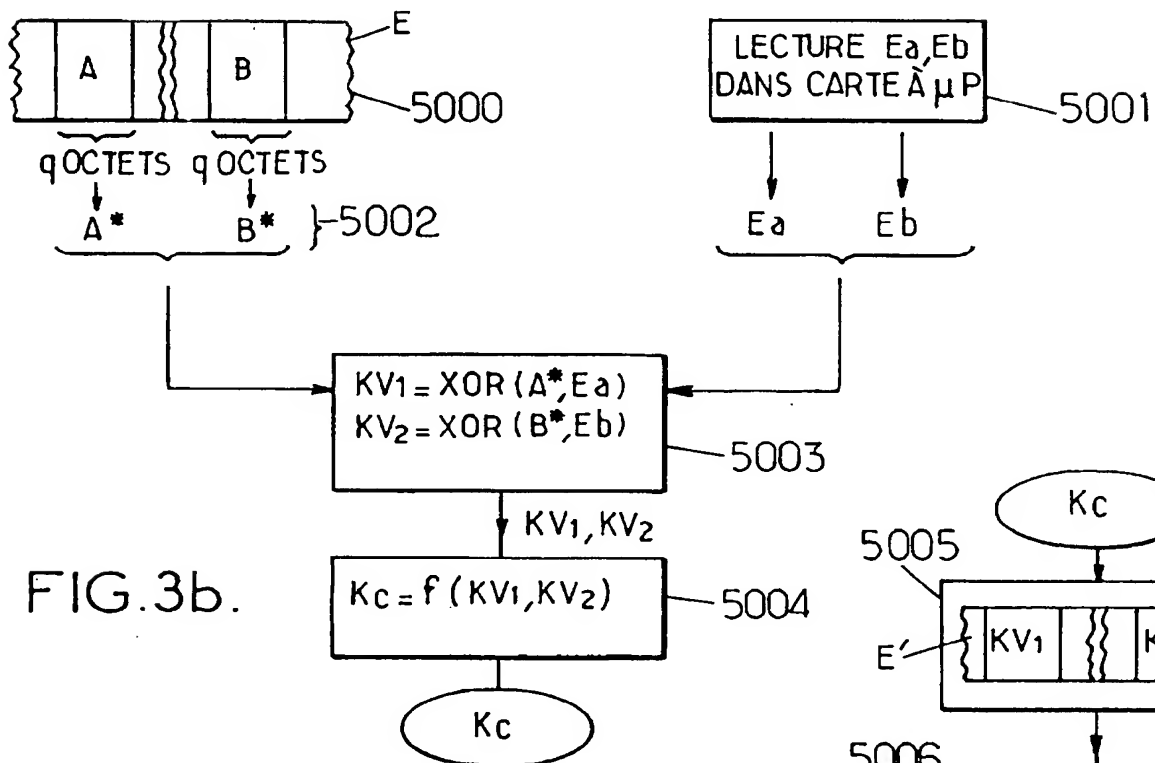 E
A
B
5000
q OCTETS
q OCTETS
A*
B*
5002
LECTURE Ea,Eb
DANS CARTE À µP
5001
Ea
Eb
KV1 = XOR (A*,Ea)
KV2 = XOR (B*,Eb)
5003
KV1, KV2
FIG.3b.
Kc = f (KV1,KV2)
5004
Kc
Kc
5005
E'
KV1
5006